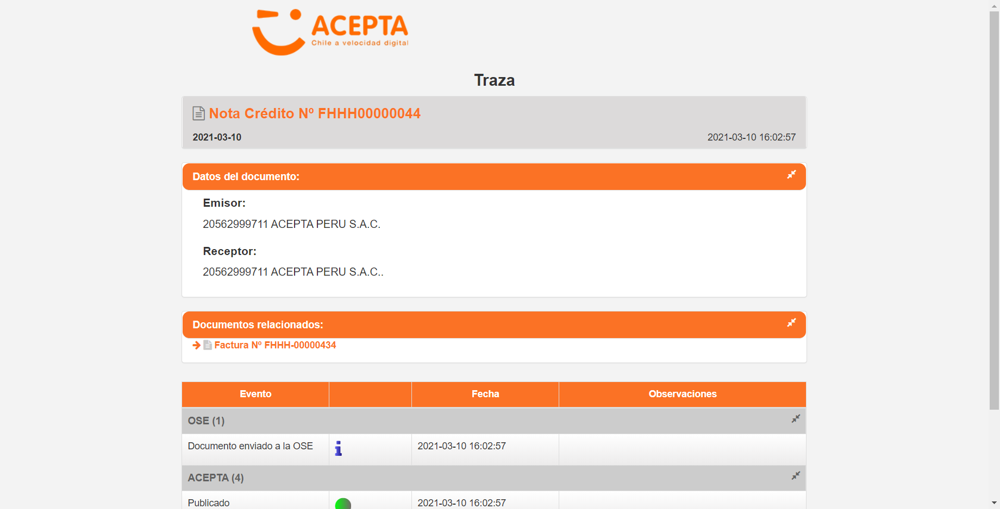 ACEPTA
Chile a velocidad digital
Traza
Nota Crédito Nº FHHH00000044
2021-03-10 2021-03-10 16:02:57
Datos del documento:
Emisor:
20562999711 ACEPTA PERU S.A.C.
Receptor:
20562999711 ACEPTA PERU S.A.C..
Documentos relacionados:
Factura Nº FHHH-00000434
Evento Fecha Observaciones
OSE (1)
Documento enviado a la OSE 2021-03-10 16:02:57
ACEPTA (4)
Publicado 2021-03-10 16:02:57